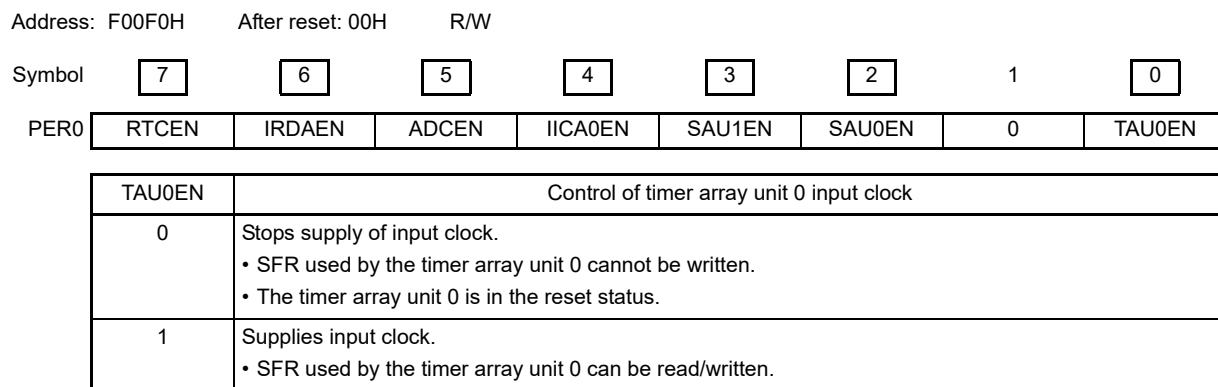 Address: F00F0H After reset: 00H R/W
Symbol 7 6 5 4 3 2 1 0
PER0 RTCEN IRDAEN ADCEN IICA0EN SAU1EN SAU0EN 0 TAU0EN
TAU0EN Control of timer array unit 0 input clock
0 Stops supply of input clock.
• SFR used by the timer array unit 0 cannot be written.
• The timer array unit 0 is in the reset status.
1 Supplies input clock.
• SFR used by the timer array unit 0 can be read/written.